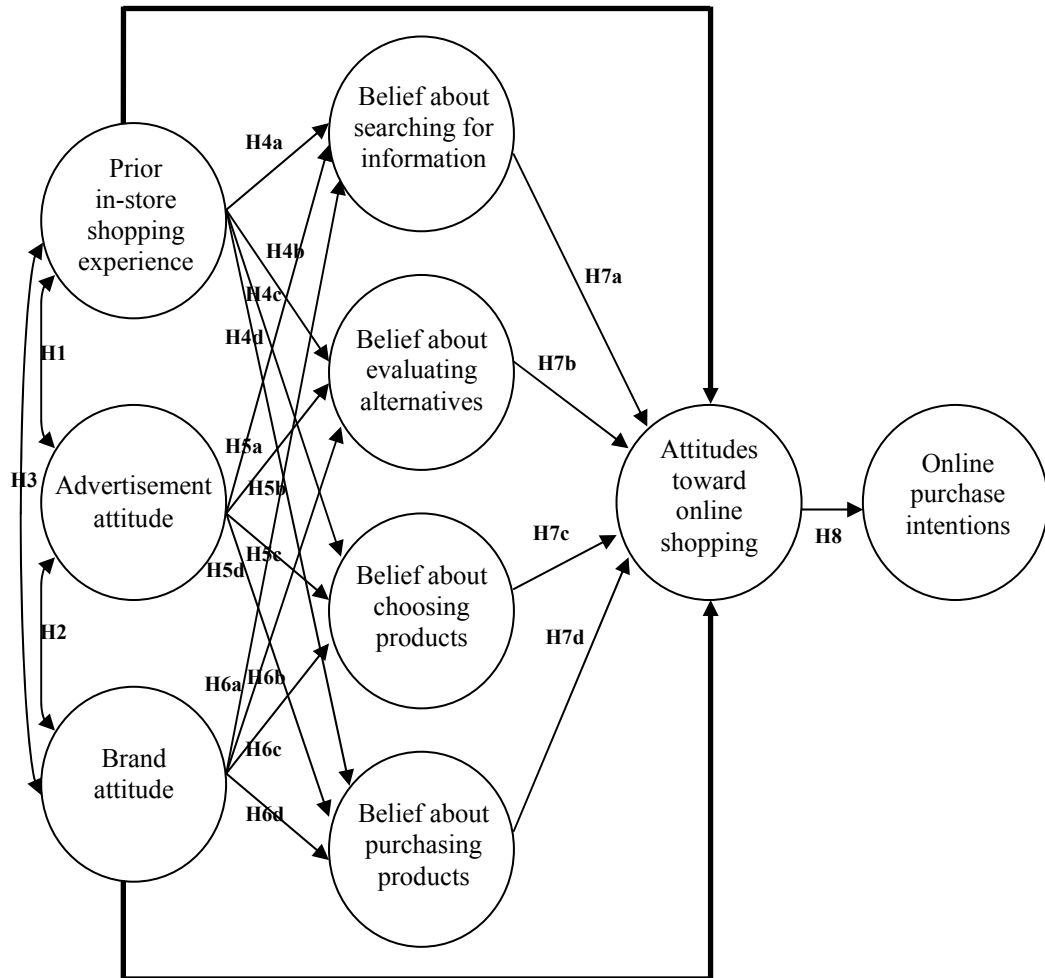 Prior
in-store
shopping
experience
Advertisement
attitude
Brand
attitude
H1
H2
H3
H4a
H4b
H4c
H4d
H5a
H5b
H5c
H5d
H6a
H6b
H6c
H6d
Belief about
searching for
information
Belief about
evaluating
alternatives
Belief about
choosing
products
Belief about
purchasing
products
H7a
H7b
H7c
H7d
Attitudes
toward
online
shopping
H8
Online
purchase
intentions